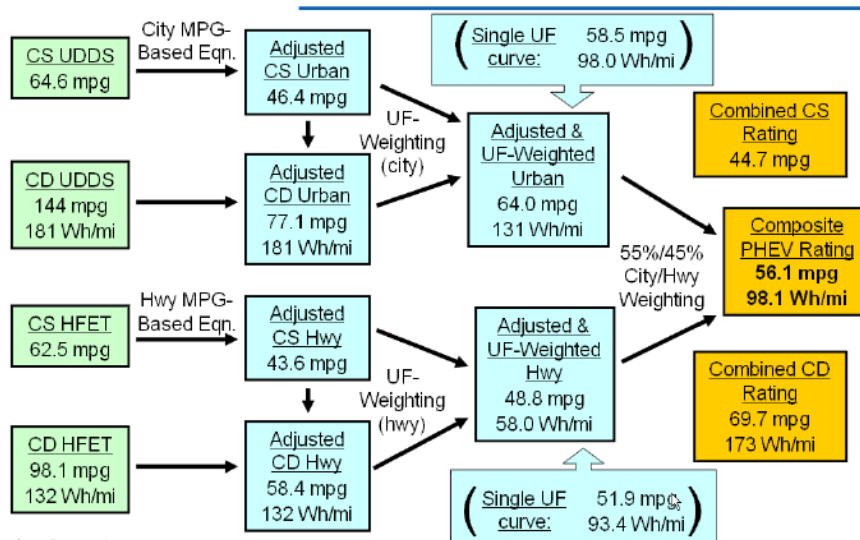 City MPG-
Based Eqn.
CS UDDS
64.6 mpg
Adjusted
CS Urban
46.4 mpg
Single UF 58.5 mpg
curve: 98.0 Wh/mi
UF-
Weighting
(city)
CD UDDS
144 mpg
181 Wh/mi
Adjusted
CD Urban
77.1 mpg
181 Wh/mi
Adjusted &
UF-Weighted
Urban
64.0 mpg
131 Wh/mi
Combined CS
Rating
44.7 mpg
55%/45%
City/Hwy
Weighting
Composite
PHEV Rating
56.1 mpg
98.1 Wh/mi
Hwy MPG-
Based Eqn.
CS HFET
62.5 mpg
Adjusted
CS Hwy
43.6 mpg
UF-
Weighting
(hwy)
CD HFET
98.1 mpg
132 Wh/mi
Adjusted
CD Hwy
58.4 mpg
132 Wh/mi
Adjusted &
UF-Weighted
Hwy
48.8 mpg
58.0 Wh/mi
Combined CD
Rating
69.7 mpg
173 Wh/mi
Single UF 51.9 mpg
curve: 93.4 Wh/mi